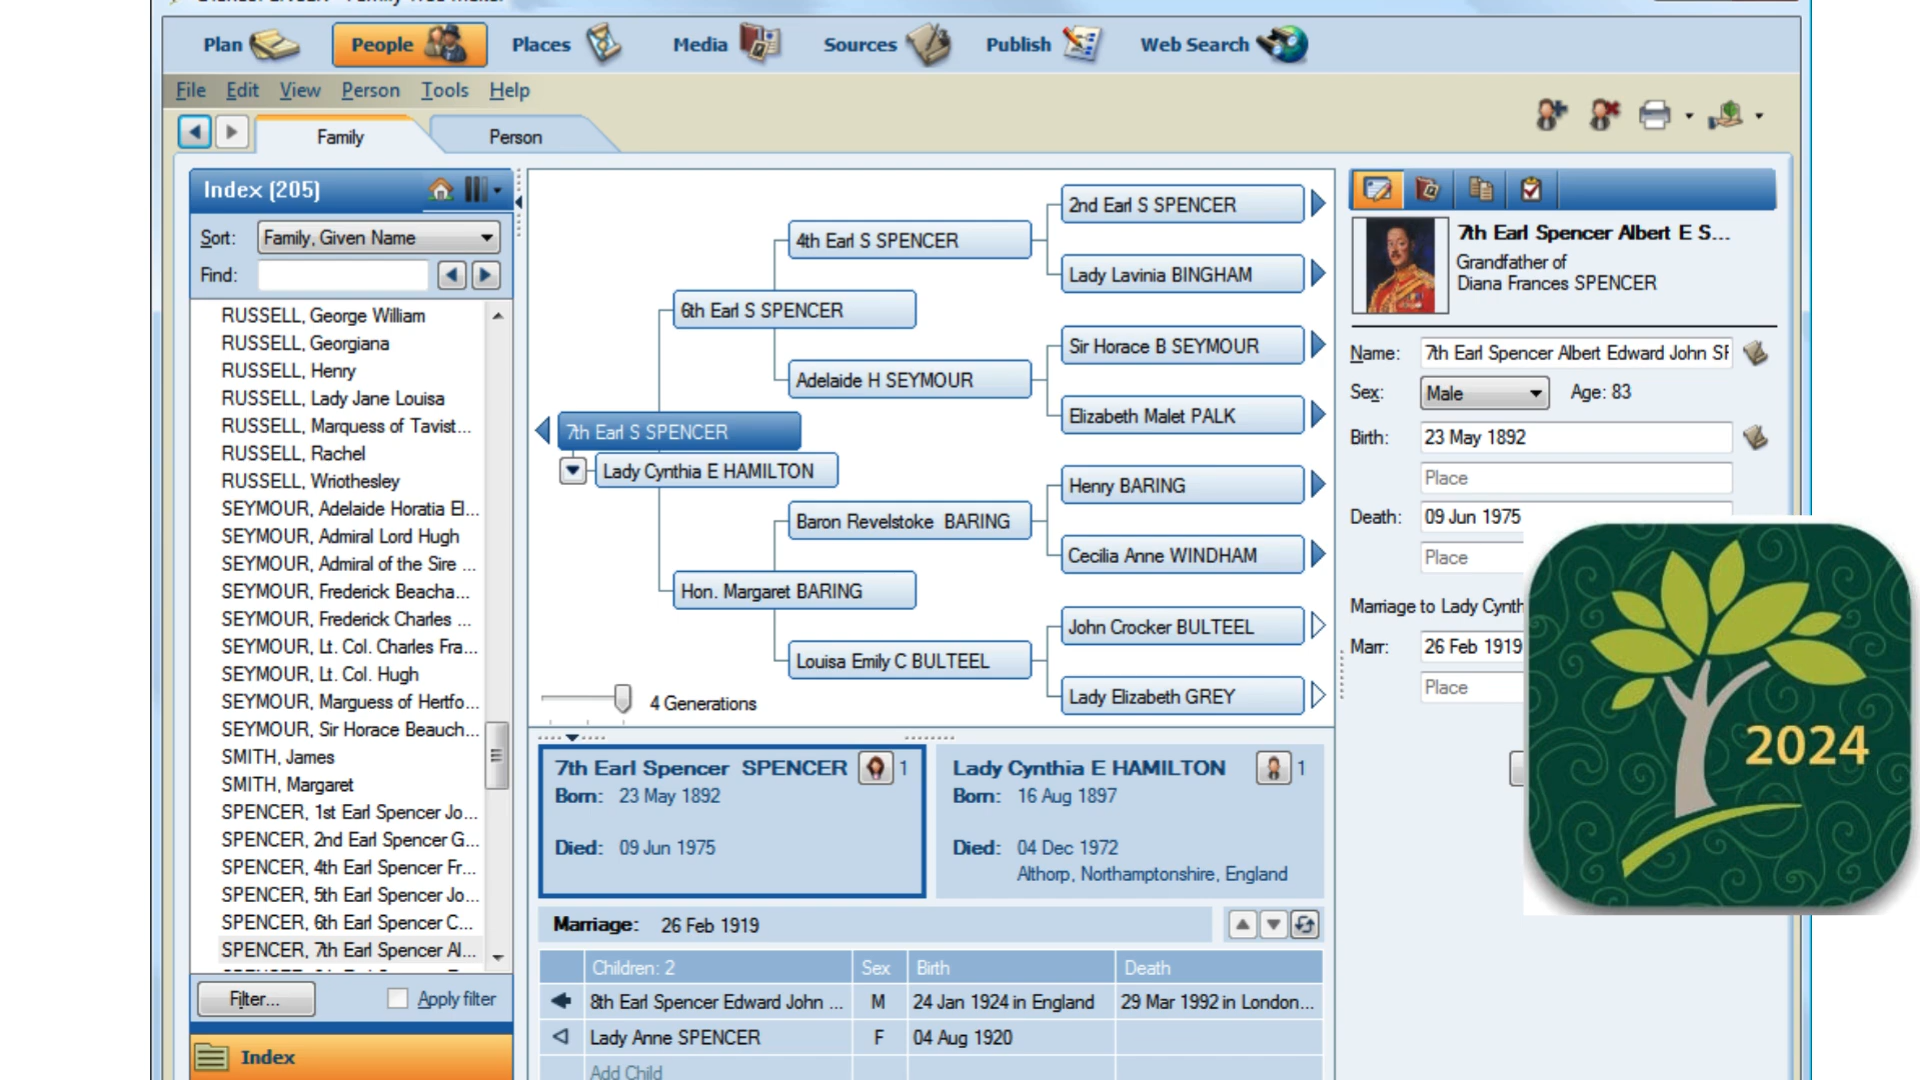 Plan People Places Media Sources Publish Web Search
File Edit View Person Tools Help
Family Person
Index (205)
Sort: Family, Given Name
Find:
RUSSELL, George William
RUSSELL, Georgiana
RUSSELL, Henry
RUSSELL, Lady Jane Louisa
RUSSELL, Marquess of Tavist...
RUSSELL, Rachel
RUSSELL, Wriothesley
SEYMOUR, Adelaide Horatia El...
SEYMOUR, Admiral Lord Hugh
SEYMOUR, Admiral of the Sire ...
SEYMOUR, Frederick Beacha...
SEYMOUR, Frederick Charles ...
SEYMOUR, Lt. Col. Charles Fra...
SEYMOUR, Lt. Col. Hugh
SEYMOUR, Marguess of Hertfo...
SEYMOUR, Sir Horace Beauch...
SMITH, James
SMITH, Margaret
SPENCER, 1st Earl Spencer Jo...
SPENCER, 2nd Earl Spencer G...
SPENCER, 4th Earl Spencer Fr...
SPENCER, 5th Earl Spencer Jo...
SPENCER, 6th Earl Spencer C...
SPENCER, 7th Earl Spencer Al...
Filter... Apply filter
Index
2nd Earl S SPENCER
4th Earl S SPENCER
Lady Lavinia BINGHAM
6th Earl S SPENCER
Sir Horace B SEYMOUR
Adelaide H SEYMOUR
Elizabeth Malet PALK
7th Earl S SPENCER
Lady Cynthia E HAMILTON
Henry BARING
Baron Revelstoke BARING
Cecilia Anne WINDHAM
Hon. Margaret BARING
John Crocker BULTEEL
Louisa Emily C BULTEEL
Lady Elizabeth GREY
4 Generations
7th Earl Spencer SPENCER 1
Born: 23 May 1892
Died: 09 Jun 1975
Lady Cynthia E HAMILTON 1
Born: 16 Aug 1897
Died: 04 Dec 1972
Althorp, Northamptonshire, England
Marriage: 26 Feb 1919
Children: 2 Sex Birth Death
8th Earl Spencer Edward John ... M 24 Jan 1924 in England 29 Mar 1992 in London...
Lady Anne SPENCER F 04 Aug 1920
Add Child
7th Earl Spencer Albert E S...
Grandfather of
Diana Frances SPENCER
Name: 7th Earl Spencer Albert Edward John
Sex: Male Age: 83
Birth: 23 May 1892
Place
Death: 09 Jun 1975
Place
Marriage to Lady Cynth
Marr: 26 Feb 1919
Place
2024